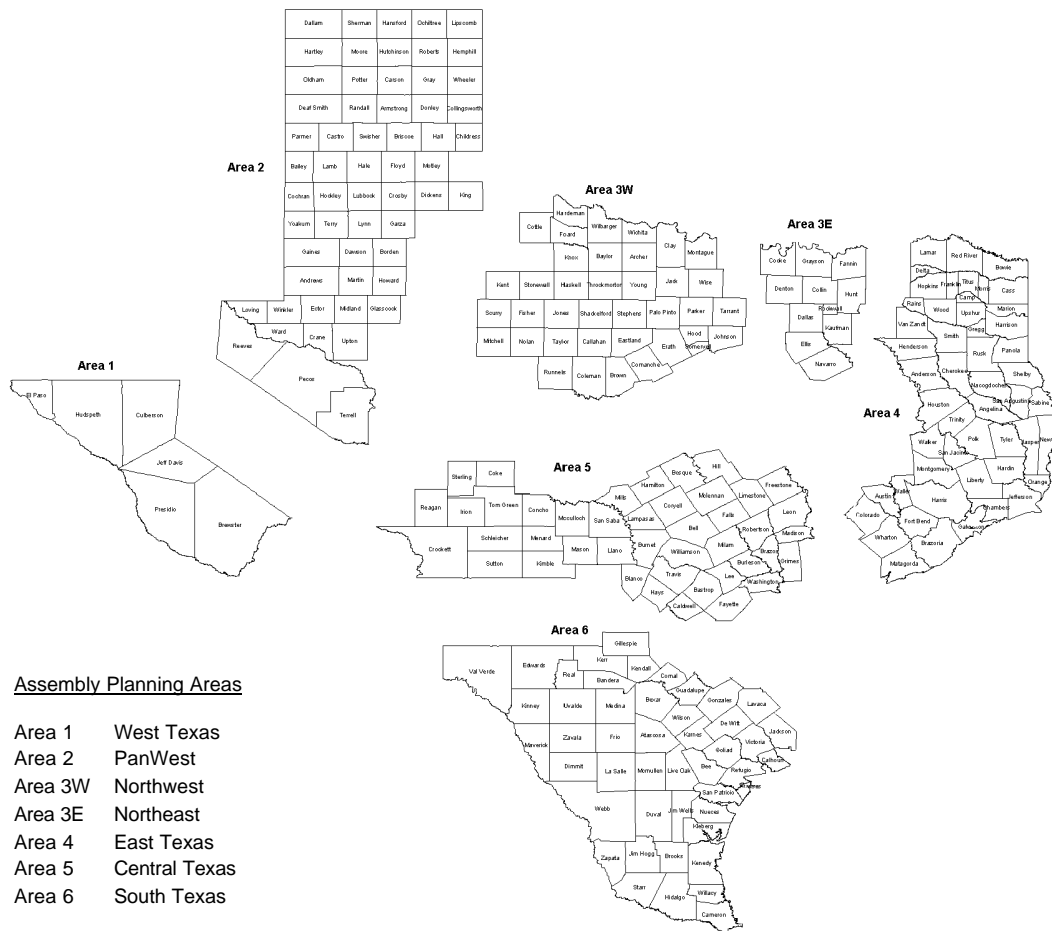 Area 2
Dallam Sherman Hansford Ochiltree Lipscomb
Hartley Moore Hutchinson Roberts Hemphill
Oldham Potter Carson Gray Wheeler
Deaf Smith Randall Armstrong Donley Collingsworth
Parmer Castro Swisher Briscoe Hall Childress
Bailey Lamb Hale Floyd Motley
Cochran Hockley Lubbock Crosby Dickens King
Yoakum Terry Lynn Garza
Gaines Dawson Borden
Andrews Martin Howard
Loving Winkler Ector Midland Glasscock
Reeves Ward Crane Upton
Pecos
Terrell
Area 3W
Hardeman
Cottle Foard Wilbarger Wichita Clay Montague
Knox Baylor Archer
Kent Stonewall Haskell Throckmorton Young Jack Wise
Scurry Fisher Jones Shackelford Stephens Palo Pinto Parker Tarrant
Mitchell Nolan Taylor Callahan Eastland Erath Hood Somervell Johnson
Runnels Coleman Brown Comanche
Area 3E
Cooke Grayson Fannin
Denton Collin Hunt
Dallas Rockwall Kaufman
Ellis
Navarro
Area 4
Lamar Red River Bowie
Delta Hopkins Franklin Titus Morris Cass
Rains Wood Camp Upshur Marion
Van Zandt Smith Gregg Harrison
Henderson Rusk Panola
Anderson Cherokee Nacogdoches Shelby
Houston Angelina San Augustine Sabine
Trinity
Walker San Jacinto Polk Tyler Jasper
Montgomery Liberty Hardin Orange
Austin Waller Harris Chambers Jefferson
Colorado Fort Bend Galveston
Wharton Brazoria
Matagorda
Area 1
El Paso Hudspeth Culberson
Jeff Davis
Presidio Brewster
Area 5
Sterling Coke
Reagan Irion Tom Green Concho Mcculloch San Saba
Crockett Schleicher Menard Mason Llano
Sutton Kimble
Mills Hamilton Bosque Hill Freestone
Lampasas Coryell Mclennan Limestone Leon
Burnet Bell Falls Robertson Madison
Williamson Milam Brazos Grimes
Blanco Travis Lee Burleson Washington
Hays Bastrop Fayette
Caldwell
Area 6
Gillespie
Val Verde Edwards Real Kerr Bandera Kendall Comal
Kinney Uvalde Medina Bexar Guadalupe Gonzales Lavaca
Maverick Zavala Frio Atascosa Wilson Karnes De Witt Victoria Jackson
Dimmit La Salle Mcmullen Live Oak Bee Goliad Refugio Calhoun
Webb Duval Jim Wells San Patricio Nueces
Kleberg
Zapata Jim Hogg Brooks Kenedy
Starr Hidalgo Willacy
Cameron
Assembly Planning Areas
Area 1 West Texas
Area 2 PanWest
Area 3W Northwest
Area 3E Northeast
Area 4 East Texas
Area 5 Central Texas
Area 6 South Texas